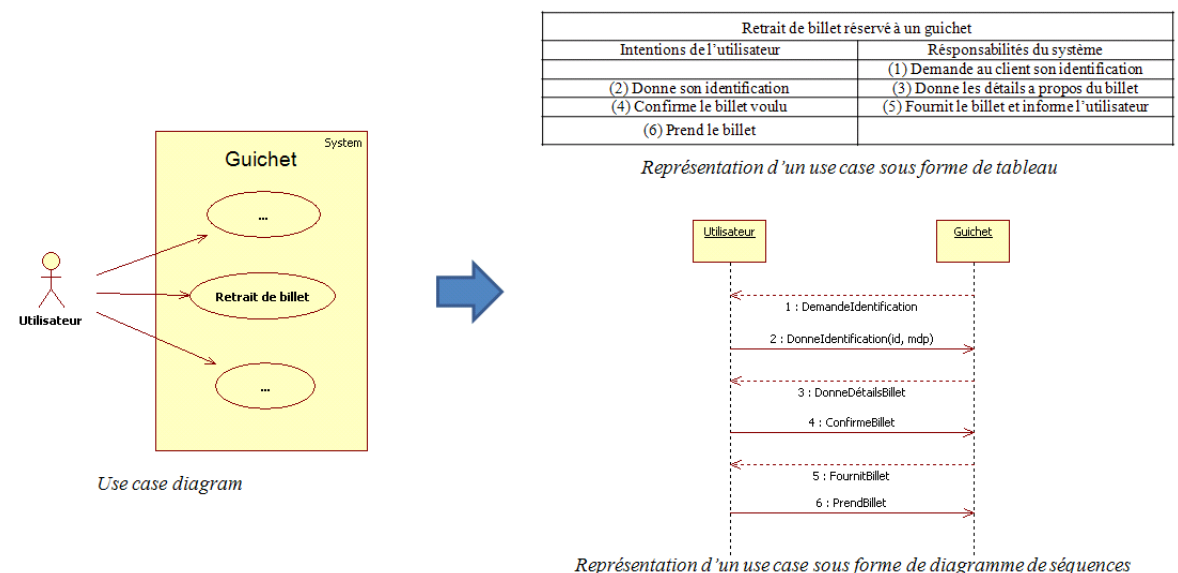 System
Guichet
...
Retrait de billet
...
Utilisateur
Use case diagram
Retrait de billet réservé à un guichet
Intentions de l'utilisateur Résponsabilités du système
(1) Demande au client son identification
(2) Donne son identification (3) Donne les détails a propos du billet
(4) Confirme le billet voulu (5) Fournit le billet et informe l'utilisateur
(6) Prend le billet
Représentation d'un use case sous forme de tableau
Utilisateur Guichet
1 : DemandeIdentification
2 : DonneIdentification(id, mdp)
3 : DonneDétailsBillet
4 : ConfirmeBillet
5 : FournitBillet
6 : PrendBillet
Représentation d'un use case sous forme de diagramme de séquences